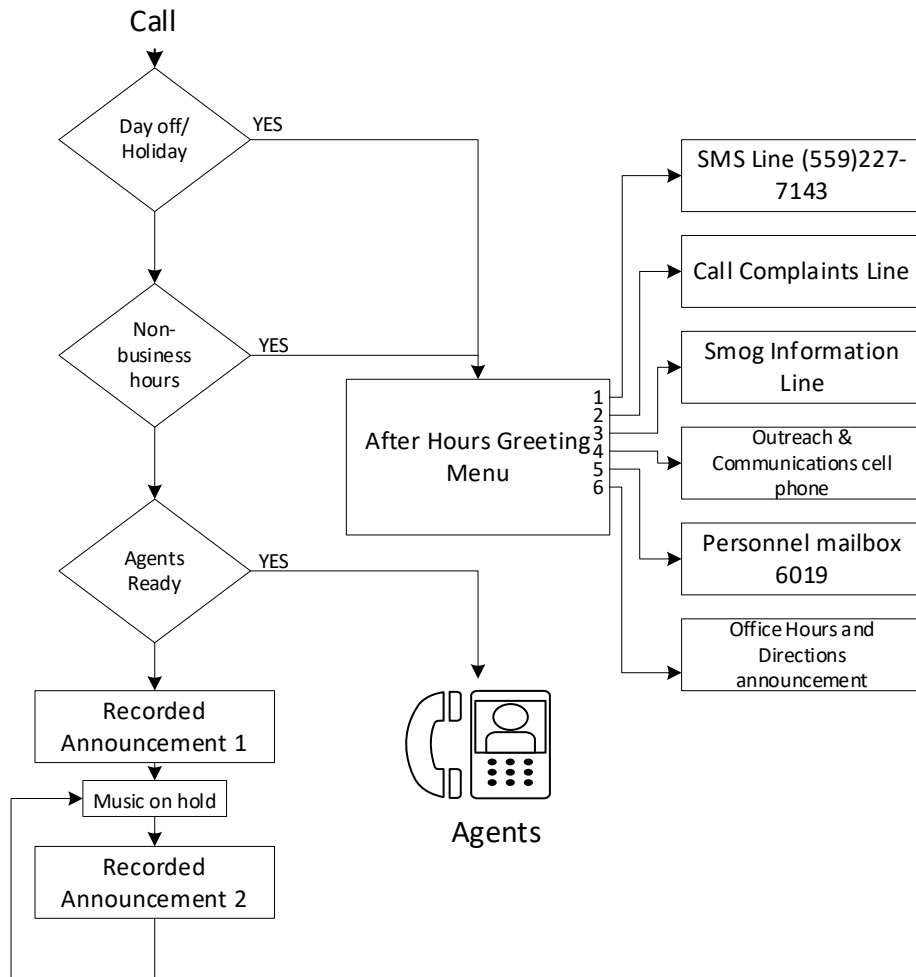 Call
Day off/
Holiday
YES
Non-
business
hours
YES
Agents
Ready
YES
Recorded
Announcement 1
Music on hold
Recorded
Announcement 2
After Hours Greeting
Menu
1
2
3
4
5
6
Agents
SMS Line (559)227-
7143
Call Complaints Line
Smog Information
Line
Outreach &
Communications cell
phone
Personnel mailbox
6019
Office Hours and
Directions
announcement